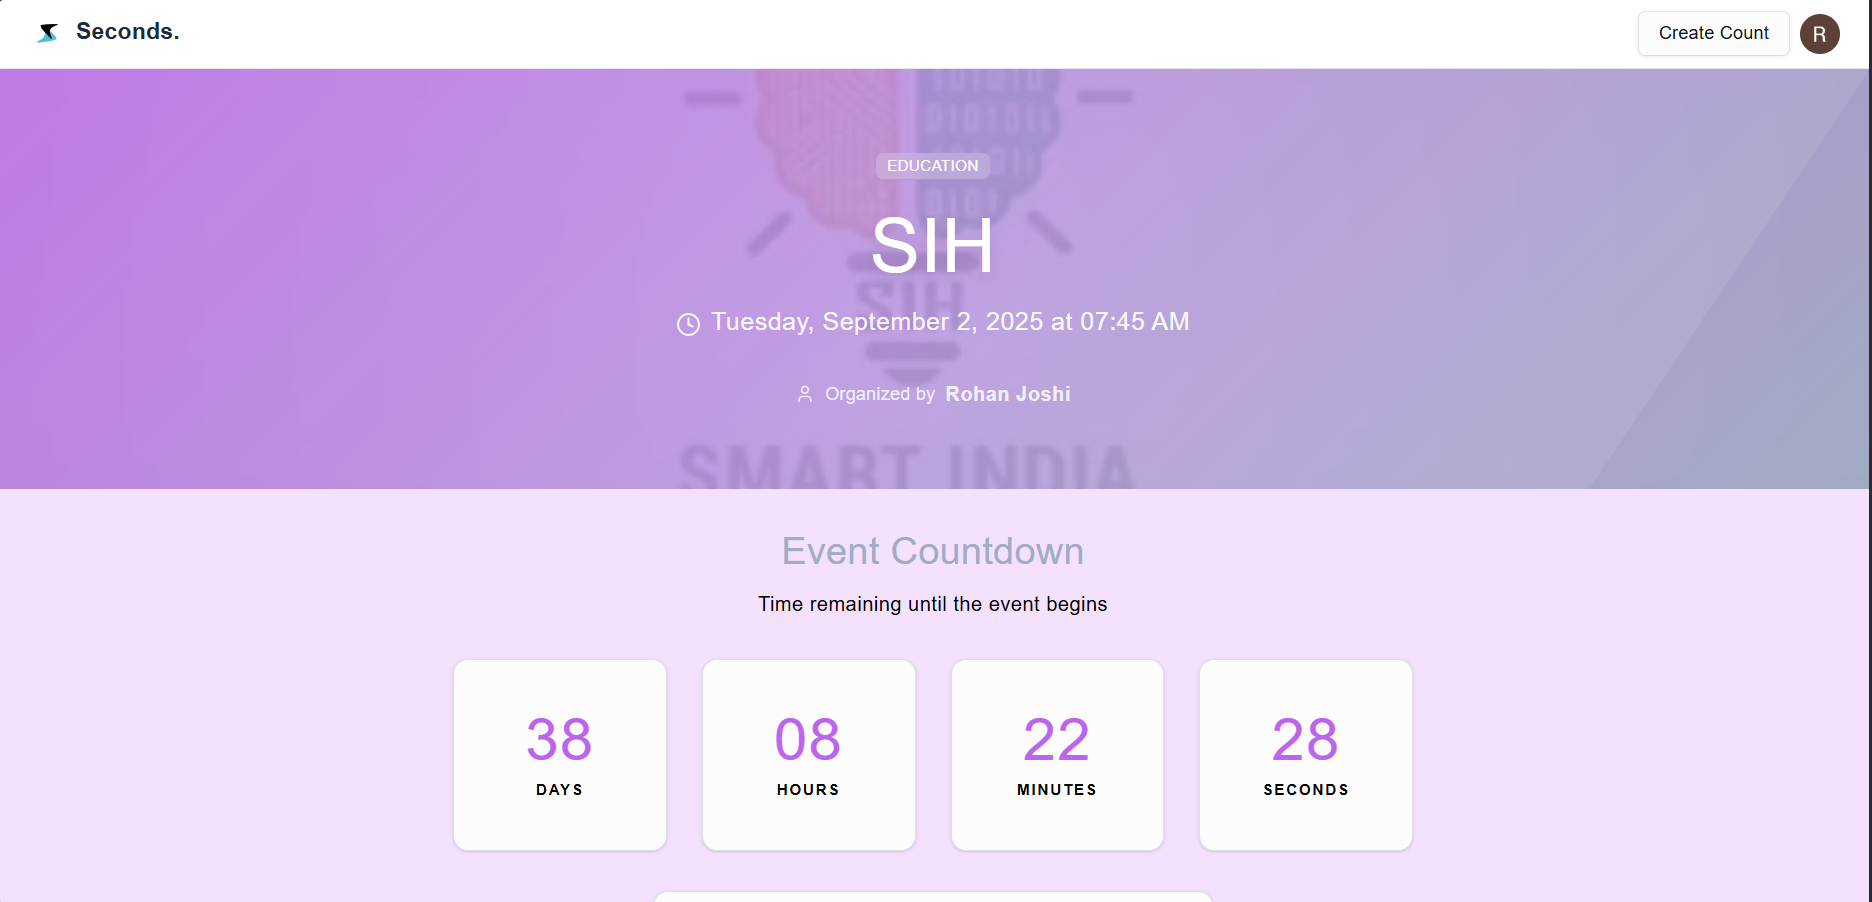 Seconds.
Create Count
R
EDUCATION
SIH
SIH
Tuesday, September 2, 2025 at 07:45 AM
Organized by Rohan Joshi
SMART INDIA
Event Countdown
Time remaining until the event begins
38
DAYS
08
HOURS
22
MINUTES
28
SECONDS